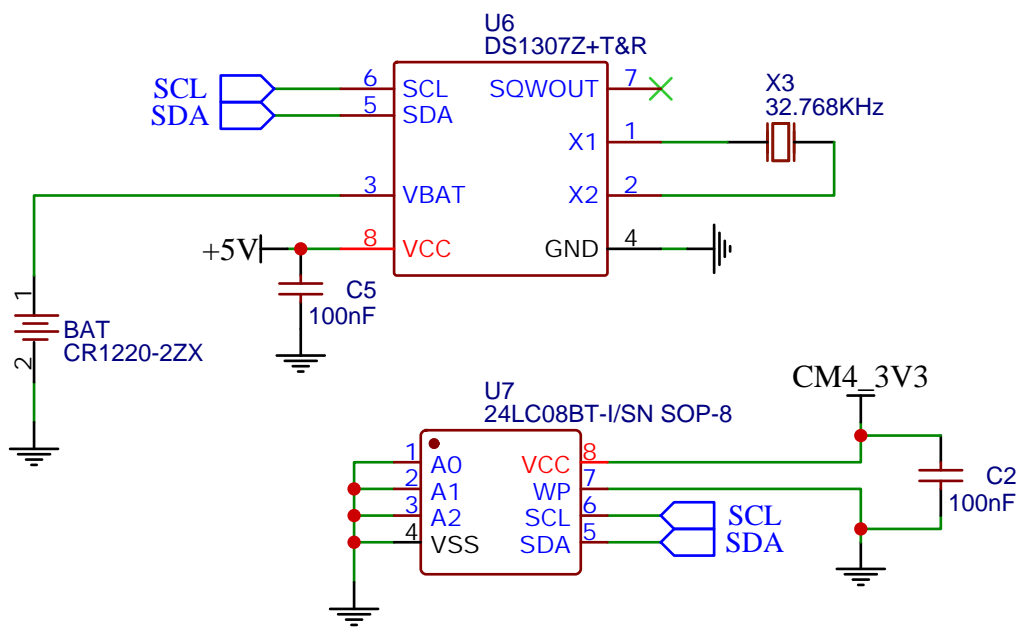 U6
DS1307Z+T&R
SCL
6
SCL
SQWOUT
7
SDA
5
SDA
X3
32.768KHz
X1
1
3
VBAT
X2
2
+5V
8
VCC
GND
4
C5
100nF
1
BAT
CR1220-2ZX
2
CM4_3V3
U7
24LC08BT-I/SN SOP-8
1
A0
VCC
8
2
A1
WP
7
C2
100nF
3
A2
SCL
6
SCL
4
VSS
SDA
5
SDA